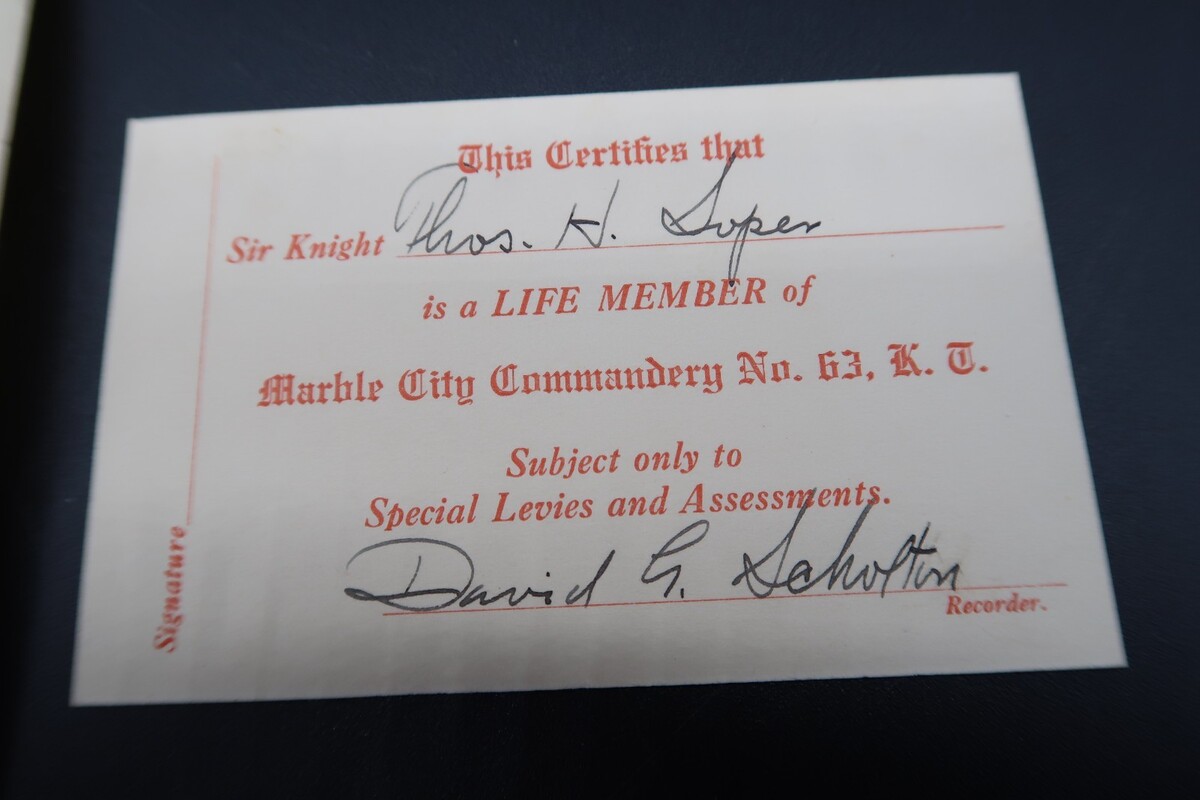 This Certifies that
Sir Knight Thos. H. Soper
is a LIFE MEMBER of
Marble City Commandery No. 63, K. T.
Subject only to
Special Levies and Assessments.
David G. Scholton
Recorder.
Signature